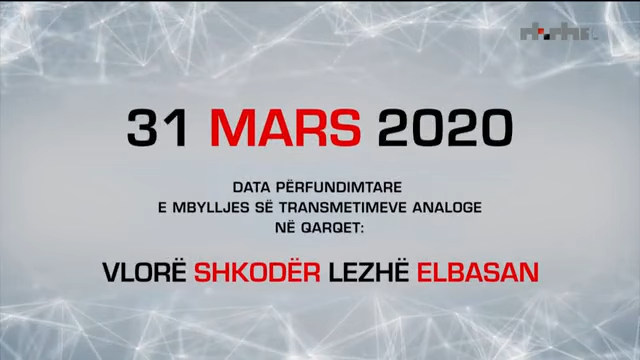 31 MARS 2020
DATA PËRFUNDIMTARE
E MBYLLJES SË TRANSMETIMEVE ANALOGE
NË QARQET:
VLORË SHKODËR LEZHË ELBASAN